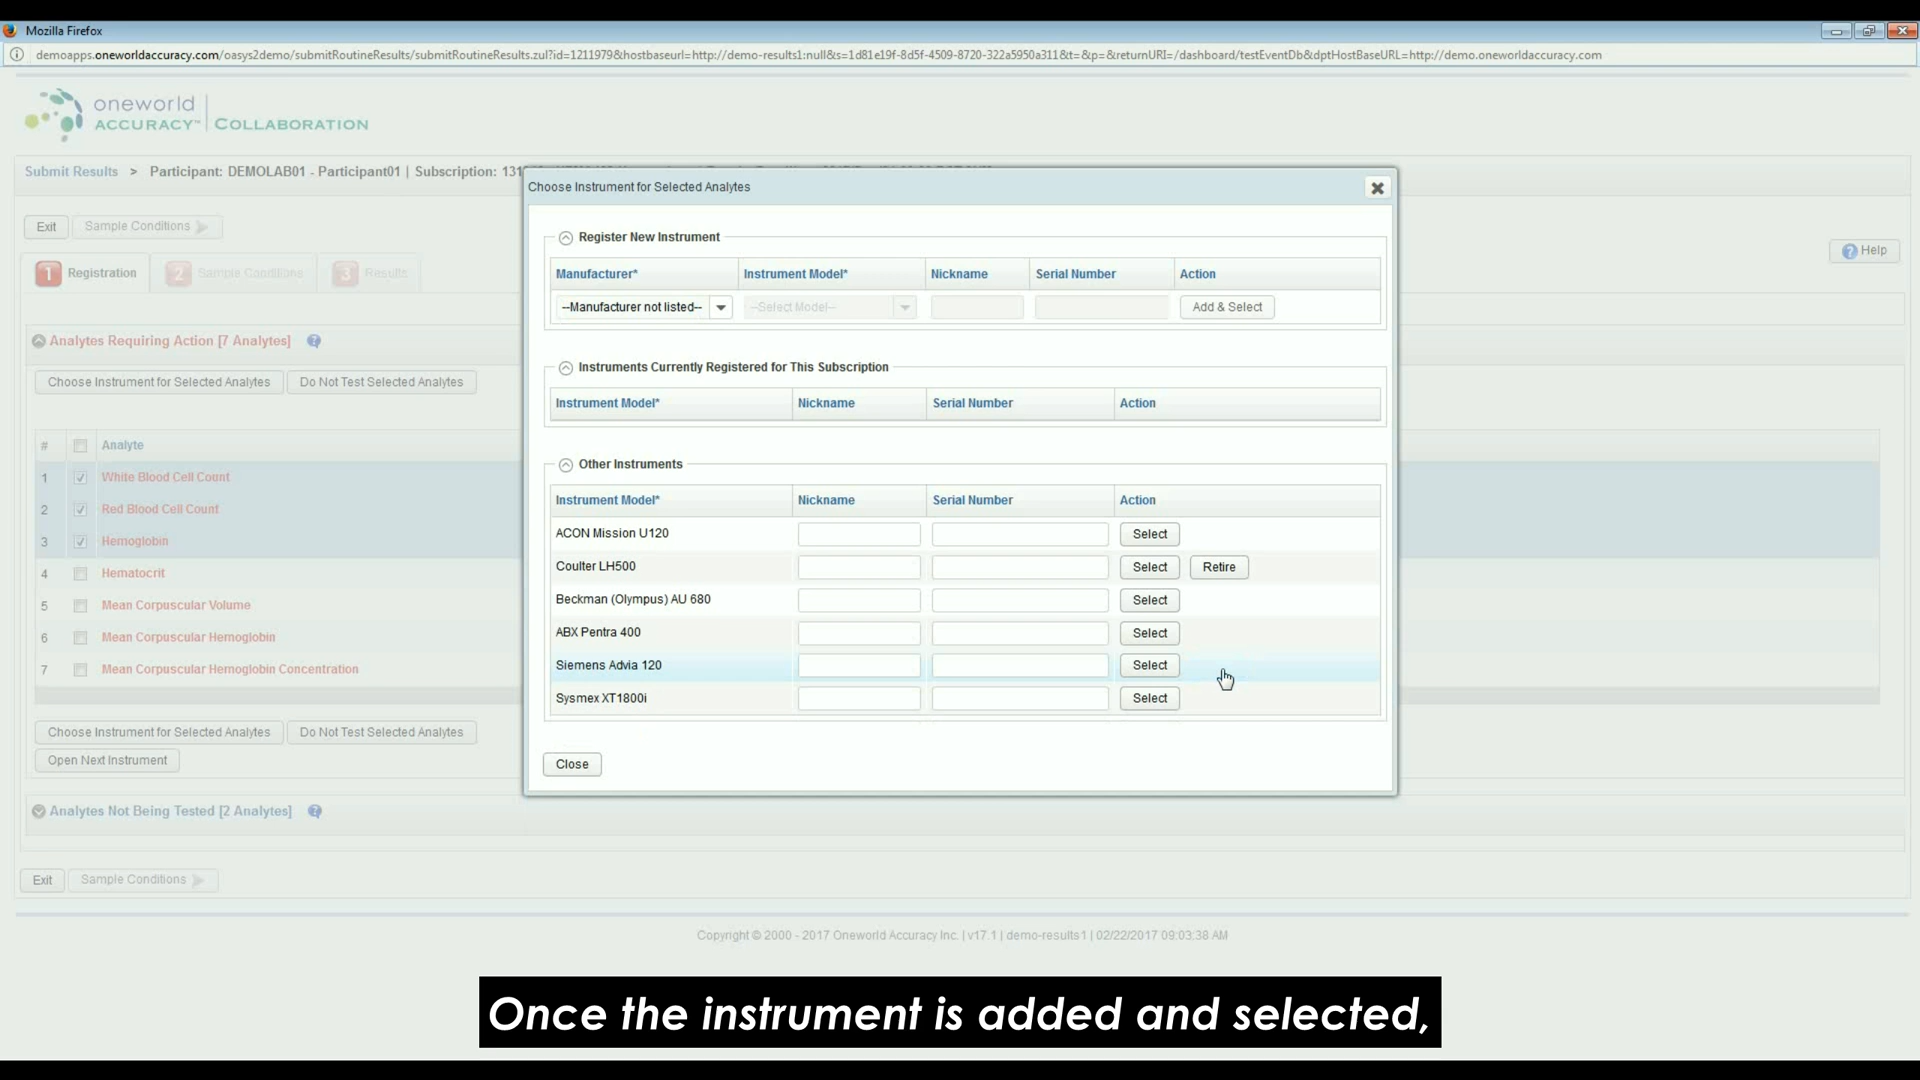 Mozilla Firefox
demoapps.oneworldaccuracy.com/oasys2demo/submitRoutineResults/submitRoutineResults.zul?id=1211979&hostbaseurl=http://demo-results1:null&s=1d81e19f-8d5f-4509-8720-322a5950a311&t=&p=&returnURI=/dashboard/testEventDb&dptHostBaseURL=http://demo.oneworldaccuracy.com
oneworld
ACCURACY™ COLLABORATION
Submit Results > Participant: DEMOLAB01 - Participant01 | Subscription: 131
Exit Sample Conditions
Help
1 Registration 2 Sample Conditions 3 Results
Analytes Requiring Action [7 Analytes] ?
Choose Instrument for Selected Analytes Do Not Test Selected Analytes
# Analyte
1 White Blood Cell Count
2 Red Blood Cell Count
3 Hemoglobin
4 Hematocrit
5 Mean Corpuscular Volume
6 Mean Corpuscular Hemoglobin
7 Mean Corpuscular Hemoglobin Concentration
Choose Instrument for Selected Analytes Do Not Test Selected Analytes
Open Next Instrument
Analytes Not Being Tested [2 Analytes] ?
Exit Sample Conditions
Choose Instrument for Selected Analytes
Register New Instrument
Manufacturer* Instrument Model* Nickname Serial Number Action
--Manufacturer not listed-- --Select Model-- Add & Select
Instruments Currently Registered for This Subscription
Instrument Model* Nickname Serial Number Action
Other Instruments
Instrument Model* Nickname Serial Number Action
ACON Mission U120 Select
Coulter LH500 Select Retire
Beckman (Olympus) AU 680 Select
ABX Pentra 400 Select
Siemens Advia 120 Select
Sysmex XT1800i Select
Close
Copyright © 2000 - 2017 Oneworld Accuracy Inc. | v17.1 | demo-results1 | 02/22/2017 09:03:38 AM
Once the instrument is added and selected,